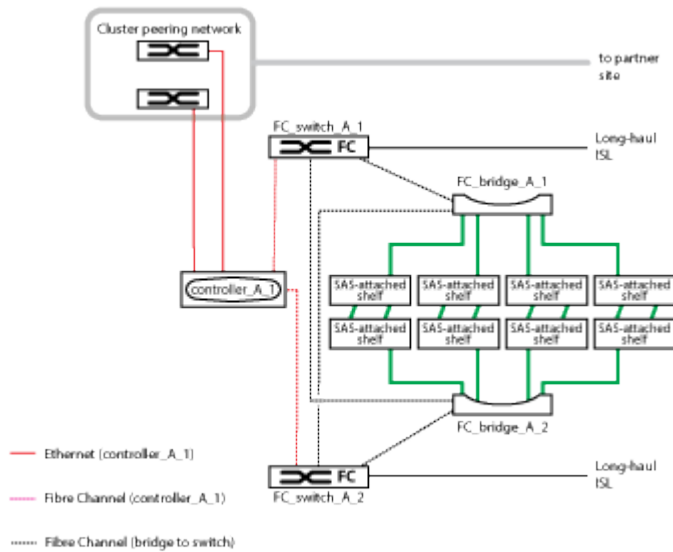 Cluster peering network
to partner
site
FC_switch_A_1
FC
Long-haul
ISL
FC_bridge_A_1
controller_A_1
SAS-attached
shelf
SAS-attached
shelf
SAS-attached
shelf
SAS-attached
shelf
SAS-attached
shelf
SAS-attached
shelf
SAS-attached
shelf
SAS-attached
shelf
FC_bridge_A_2
Ethernet (controller_A_1)
FC
Long-haul
ISL
FC_switch_A_2
Fibre Channel (controller_A_1)
Fibre Channel (bridge to switch)